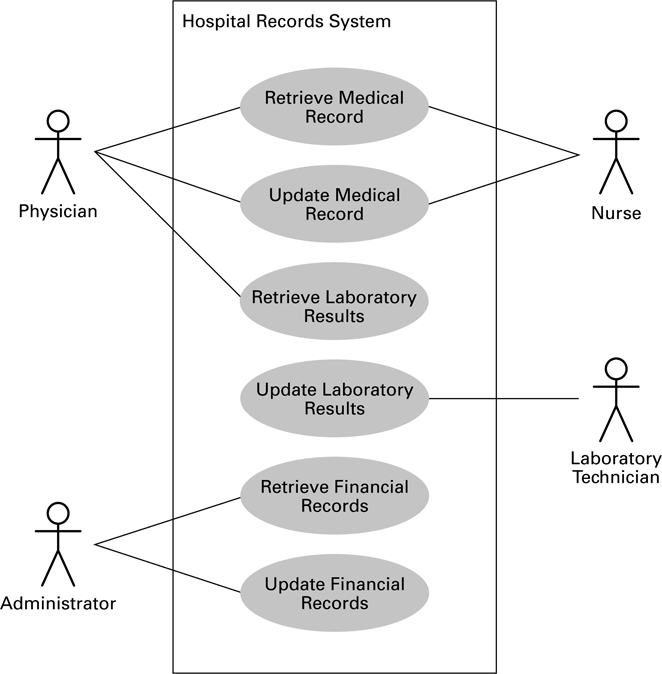 Hospital Records System
Retrieve Medical
Record
Physician
Update Medical
Record
Nurse
Retrieve Laboratory
Results
Update Laboratory
Results
Laboratory
Technician
Retrieve Financial
Records
Administrator
Update Financial
Records